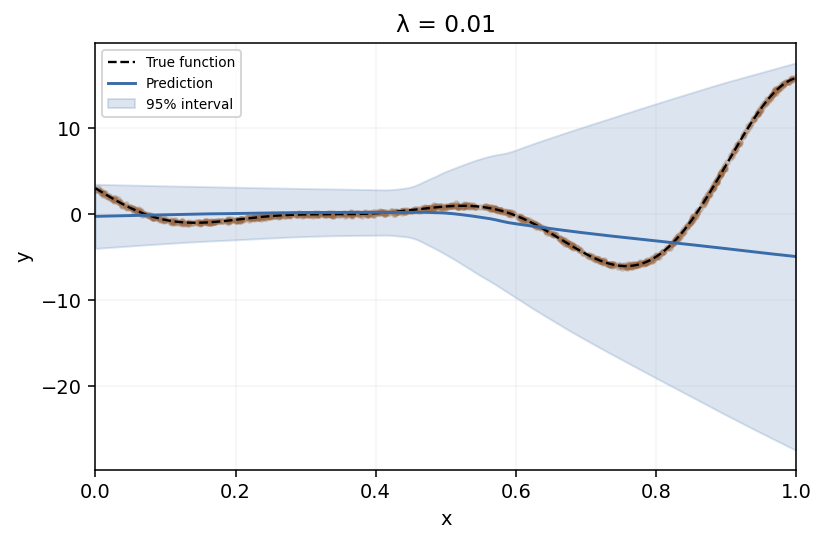 λ = 0.01
True function
Prediction
95% interval
y
10
0
−10
−20
0.0 0.2 0.4 0.6 0.8 1.0
x